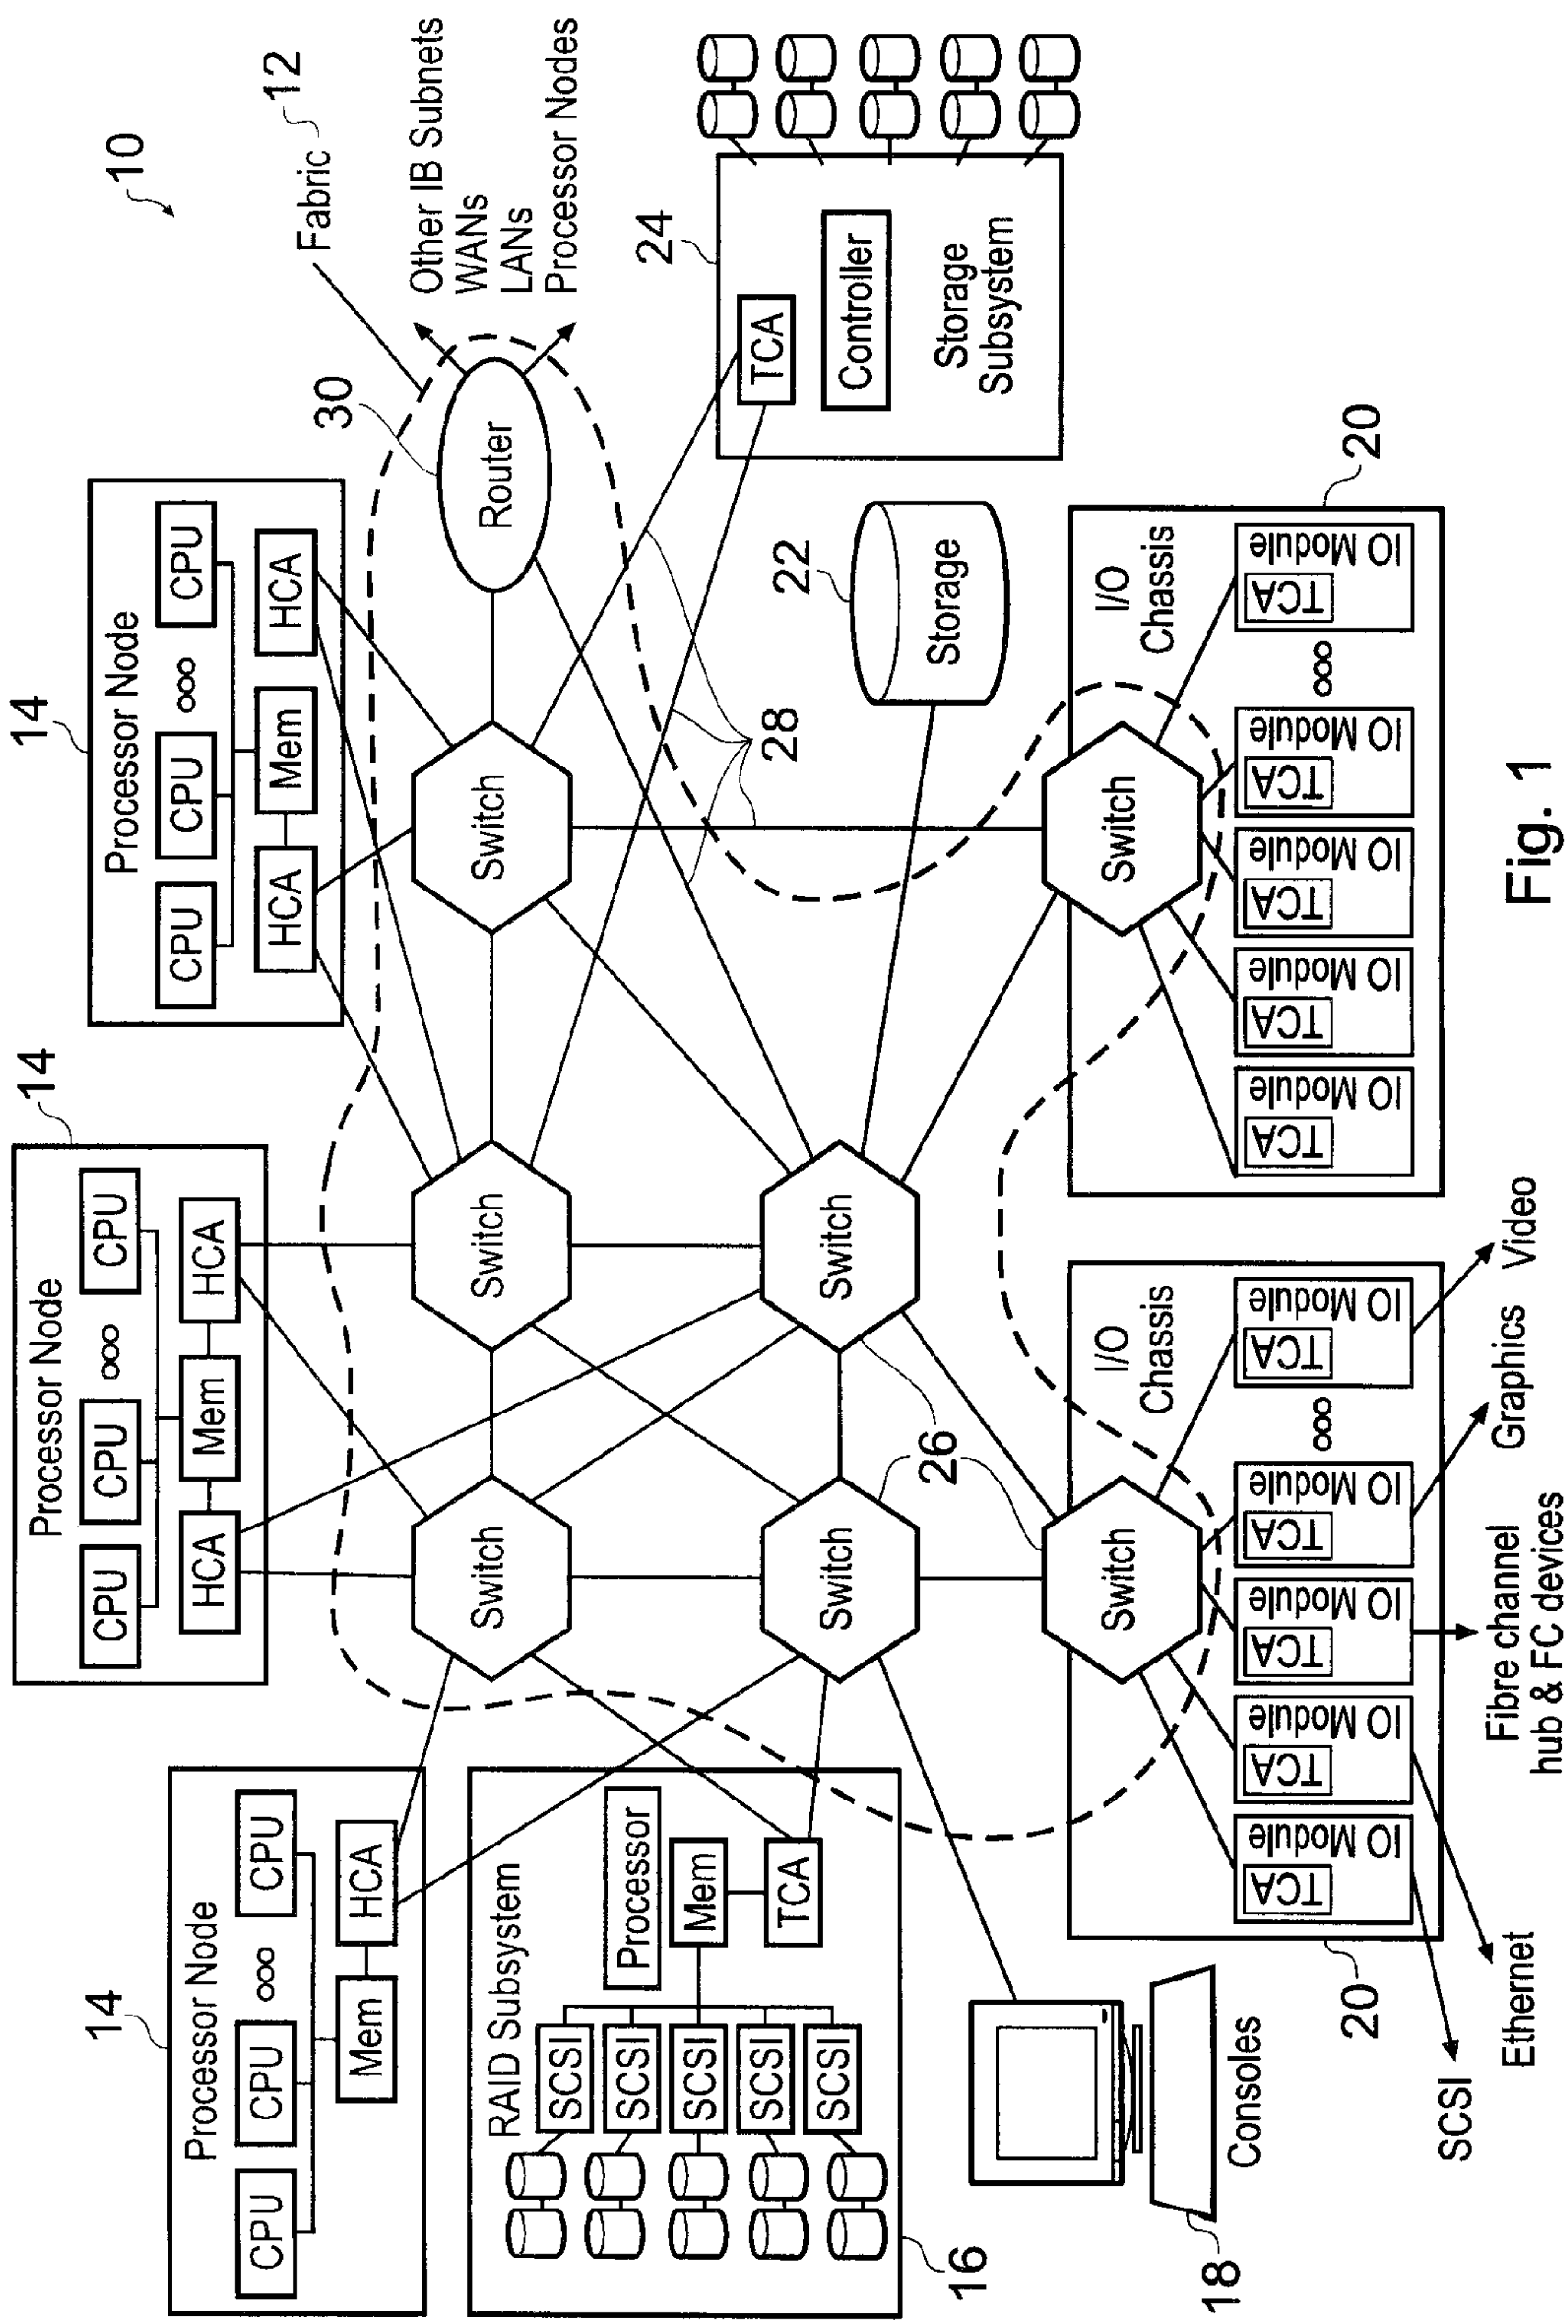 10
Fabric 12
14
Processor Node
CPU CPU ooo CPU
Mem HCA
14
Processor Node
CPU CPU ooo CPU
HCA Mem HCA
14
Processor Node
CPU CPU ooo CPU
HCA Mem HCA
Other IB Subnets
WANs
LANs
Processor Nodes
30
Router
Switch
Switch
Switch
RAID Subsystem
Processor
SCSI
SCSI
SCSI
SCSI
SCSI
Mem
TCA
16
Switch
Switch
26
28
24
TCA
Controller
Storage
Subsystem
22
Storage
18
Consoles
Switch
I/O
Chassis
TCA
IO Module
TCA
IO Module
TCA
IO Module
TCA
IO Module
ooo
TCA
IO Module
20
SCSI
Ethernet
Fibre channel
hub & FC devices
Graphics
Video
Switch
I/O
Chassis
TCA
IO Module
TCA
IO Module
TCA
IO Module
TCA
IO Module
ooo
TCA
IO Module
20
Fig. 1